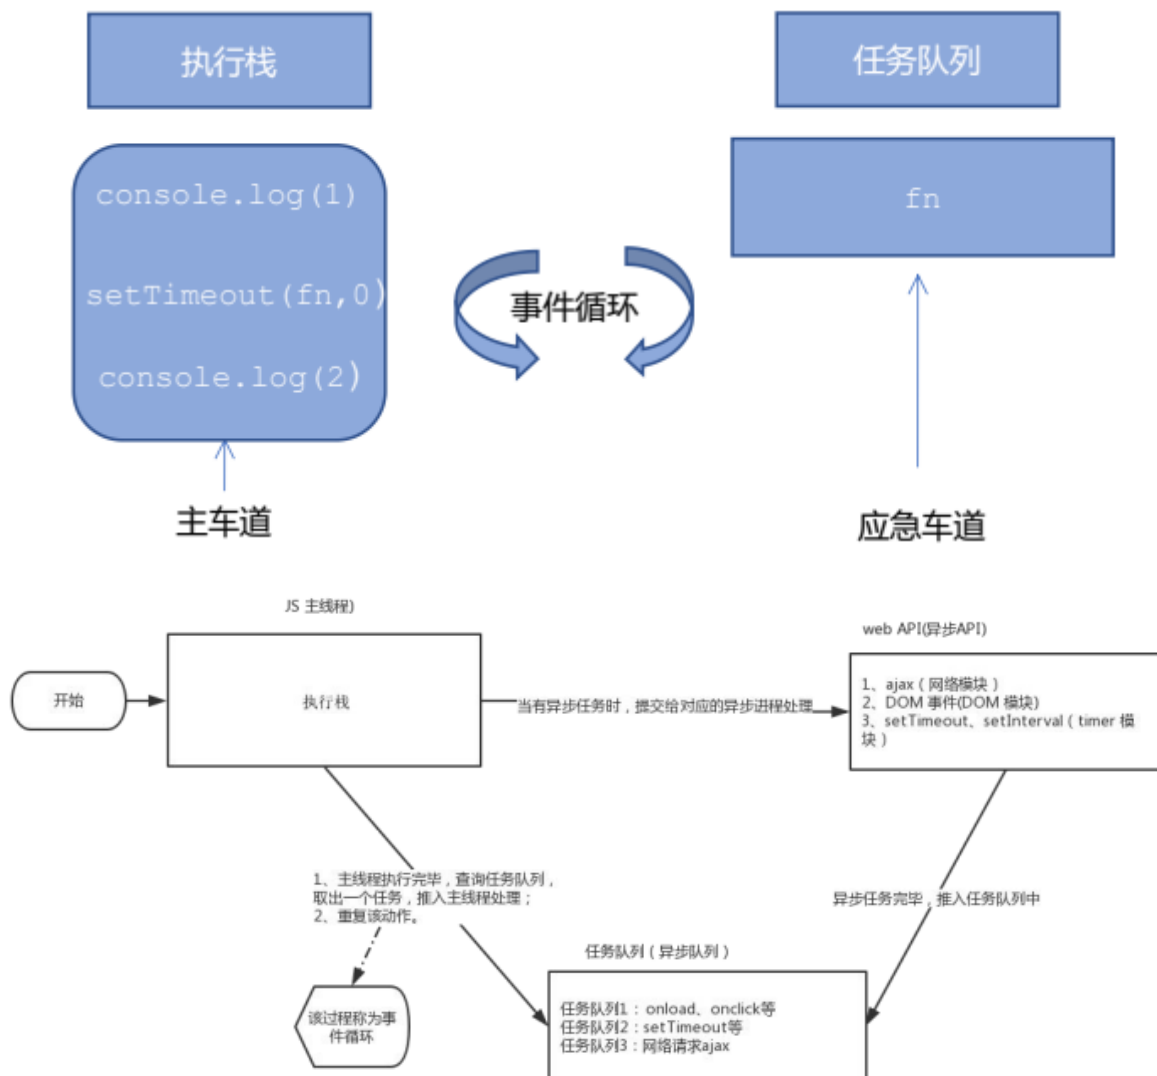 执行栈
任务队列
console.log(1)
fn
setTimeout(fn,0)
事件循环
console.log(2)
主车道
应急车道
JS 主线程)
web API(异步API)
开始
执行栈
当有异步任务时，提交给对应的异步进程处理
1、ajax（网络模块）
2、DOM 事件(DOM 模块)
3、setTimeout、setInterval（timer 模
块）
1、主线程执行完毕，查询任务队列，
取出一个任务，推入主线程处理；
2、重复该动作。
异步任务完毕，推入任务队列中
任务队列（异步队列）
该过程称为事
件循环
任务队列1：onload、onclick等
任务队列2：setTimeout等
任务队列3：网络请求ajax